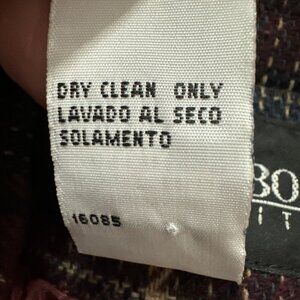 DRY CLEAN ONLY
LAVADO AL SECO
SOLAMENTO
16085